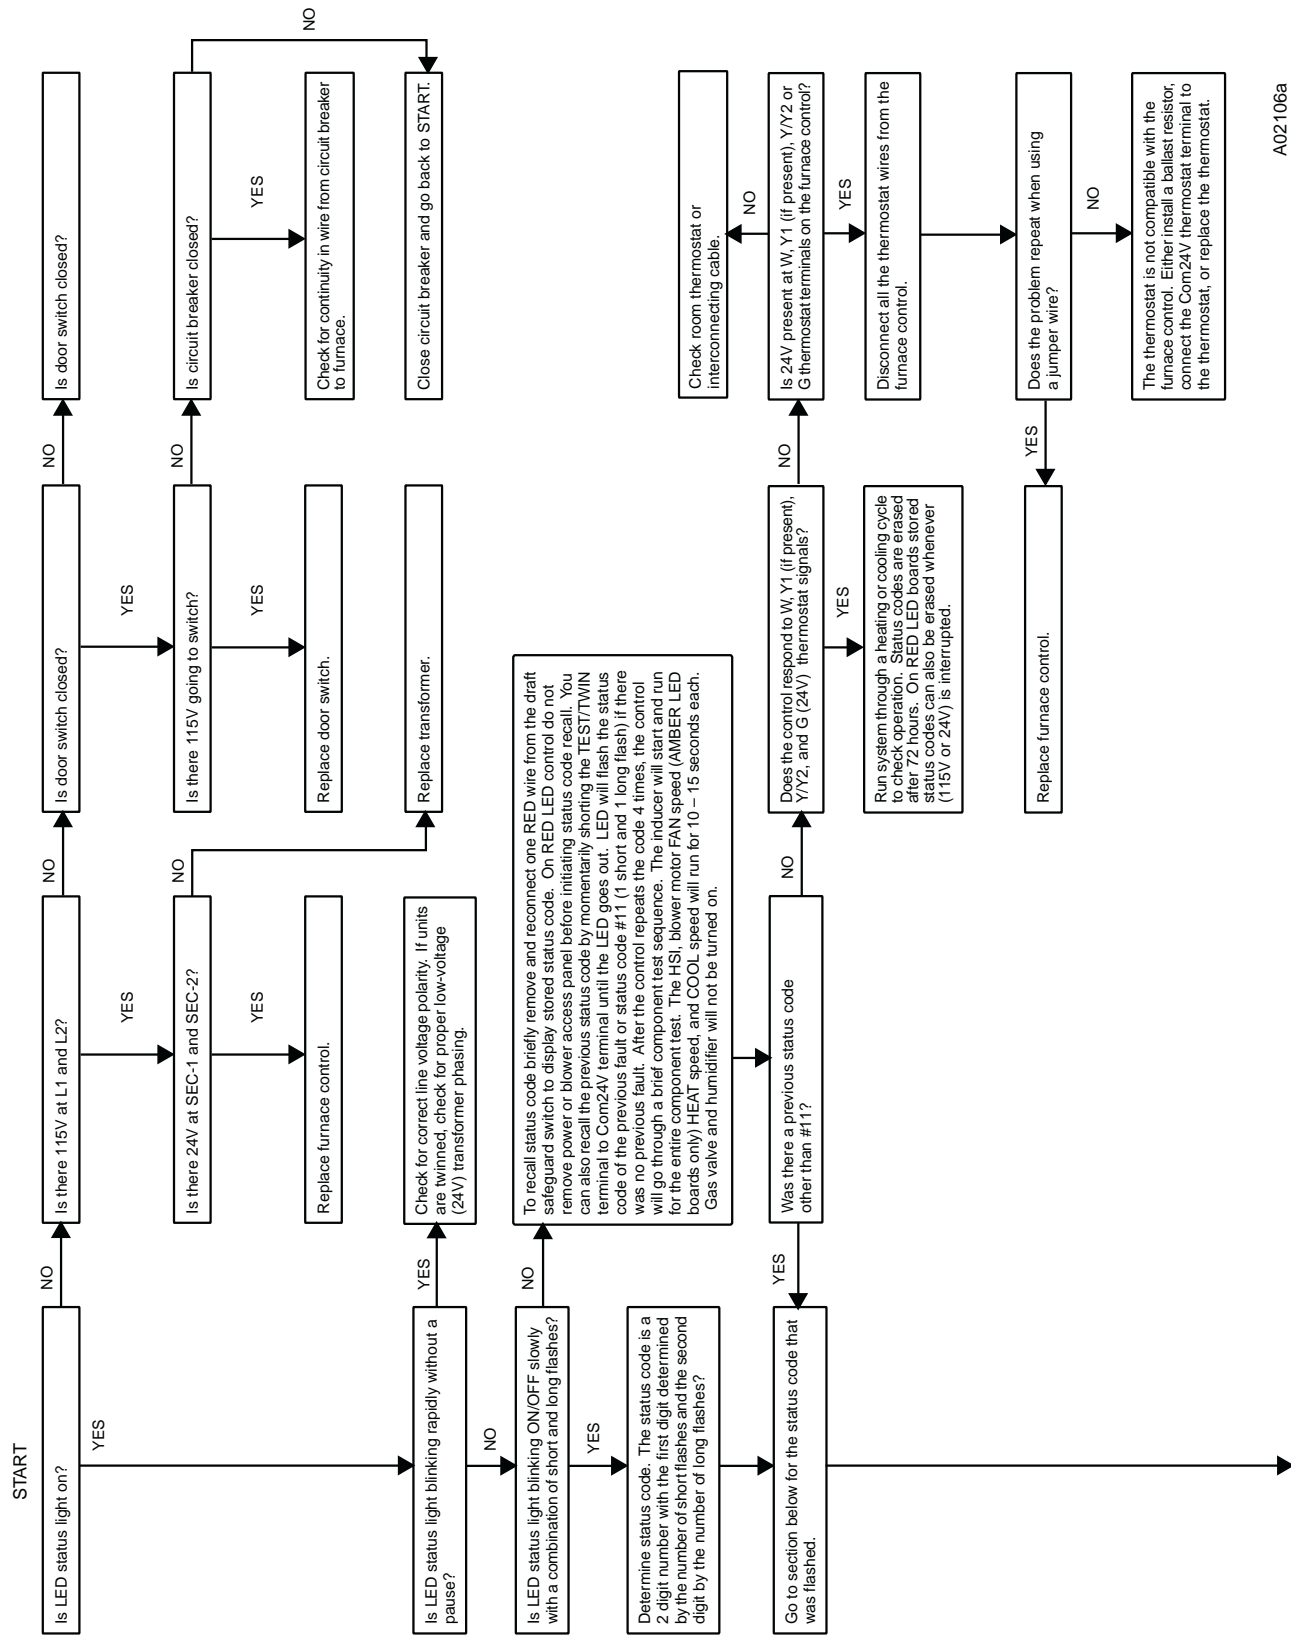 START
Is LED status light on?
NO
YES
Is there 115V at L1 and L2?
NO
YES
Is door switch closed?
NO
YES
Is door switch closed?
Is there 24V at SEC-1 and SEC-2?
NO
YES
Is there 115V going to switch?
NO
YES
Is circuit breaker closed?
NO
YES
Replace furnace control.
Replace door switch.
Check for continuity in wire from circuit breaker
to furnace.
Replace transformer.
Close circuit breaker and go back to START.
Is LED status light blinking rapidly without a
pause?
YES
NO
Check for correct line voltage polarity. If units
are twinned, check for proper low-voltage
(24V) transformer phasing.
Is LED status light blinking ON/OFF slowly
with a combination of short and long flashes?
NO
YES
To recall status code briefly remove and reconnect one RED wire from the draft
safeguard switch to display stored status code. On RED LED control do not
remove power or blower access panel before initiating status code recall. You
can also recall the previous status code by momentarily shorting the TEST/TWIN
terminal to Com24V terminal until the LED goes out. LED will flash the status
code of the previous fault or status code #11 (1 short and 1 long flash) if there
was no previous fault. After the control repeats the code 4 times, the control
will go through a brief component test sequence. The inducer will start and run
for the entire component test. The HSI, blower motor FAN speed (AMBER LED
boards only) HEAT speed, and COOL speed will run for 10 – 15 seconds each.
Gas valve and humidifier will not be turned on.
Determine status code. The status code is a
2 digit number with the first digit determined
by the number of short flashes and the second
digit by the number of long flashes?
Go to section below for the status code that
was flashed.
YES
Was there a previous status code
other than #11?
NO
Does the control respond to W, Y1 (if present),
Y/Y2, and G (24V) thermostat signals?
NO
YES
Is 24V present at W, Y1 (if present), Y/Y2 or
G thermostat terminals on the furnace control?
NO
YES
Check room thermostat or
interconnecting cable.
Run system through a heating or cooling cycle
to check operation. Status codes are erased
after 72 hours. On RED LED boards stored
status codes can also be erased whenever
(115V or 24V) is interrupted.
Disconnect all the thermostat wires from the
furnace control.
Replace furnace control.
YES
Does the problem repeat when using
a jumper wire?
NO
The thermostat is not compatible with the
furnace control. Either install a ballast resistor,
connect the Com24V thermostat terminal to
the thermostat, or replace the thermostat.
A02106a